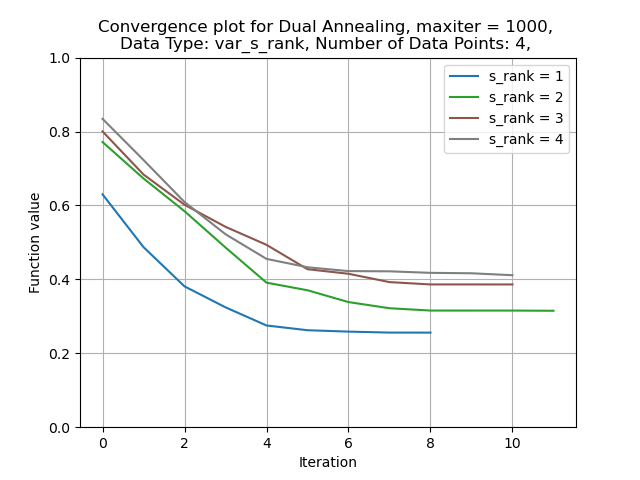 Convergence plot for Dual Annealing, maxiter = 1000,
Data Type: var_s_rank, Number of Data Points: 4,
1.0
0.8
0.6
0.4
0.2
0.0
Function value
s_rank = 1
s_rank = 2
s_rank = 3
s_rank = 4
0 2 4 6 8 10
Iteration